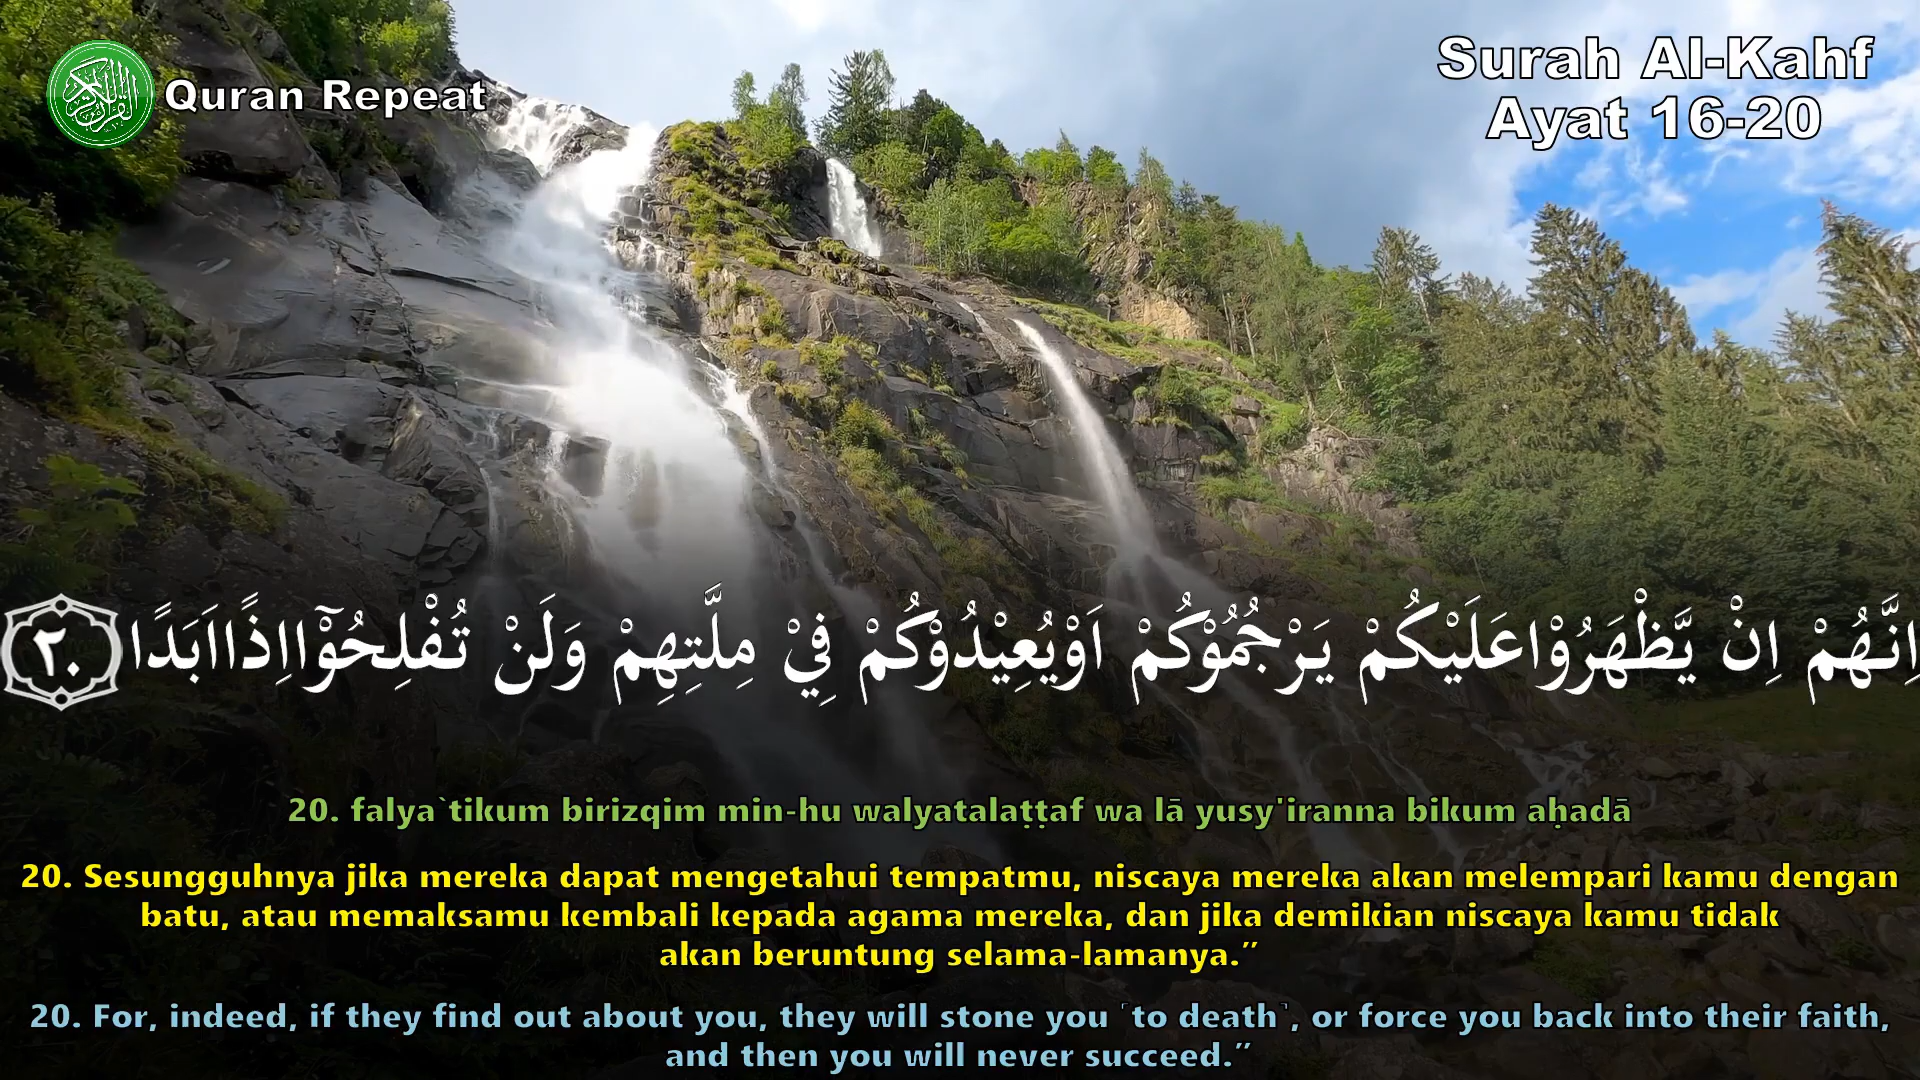 Quran Repeat
Surah Al-Kahf
Ayat 16-20
اِنَّهُمْ اِنْ يَّظْهَرُوْاعَلَيْكُمْ يَرْجُمُوْكُمْ اَوْيُعِيْدُوْكُمْ فِيْ مِلَّتِهِمْ وَلَنْ تُفْلِحُوْٓااِذًااَبَدًا ٢٠
20. falya`tikum birizqim min-hu walyatalaṭṭaf wa lā yusy'iranna bikum aḥadā
20. Sesungguhnya jika mereka dapat mengetahui tempatmu, niscaya mereka akan melempari kamu dengan
batu, atau memaksamu kembali kepada agama mereka, dan jika demikian niscaya kamu tidak
akan beruntung selama-lamanya.”
20. For, indeed, if they find out about you, they will stone you ˹to death˺, or force you back into their faith,
and then you will never succeed.”